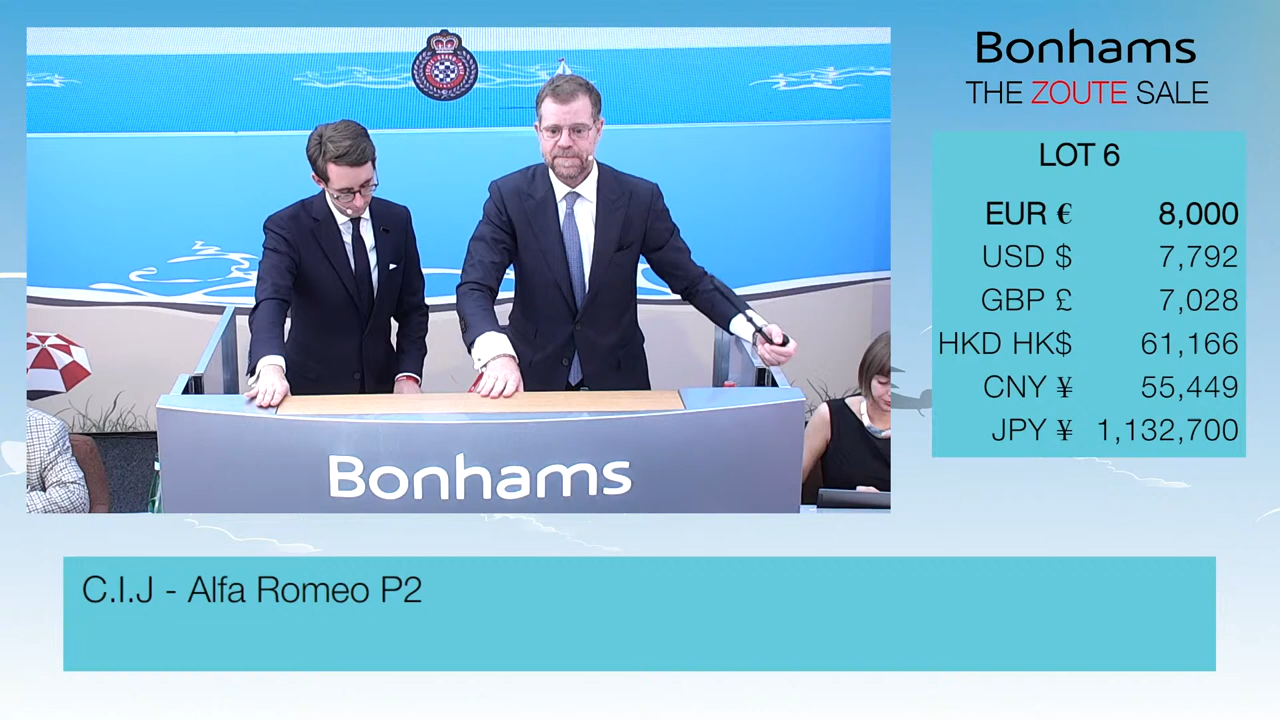 Bonhams
THE ZOUTE SALE
LOT 6
EUR € 8,000
USD $ 7,792
GBP £ 7,028
HKD HK$ 61,166
CNY ¥ 55,449
JPY ¥ 1,132,700
Bonhams
C.I.J - Alfa Romeo P2